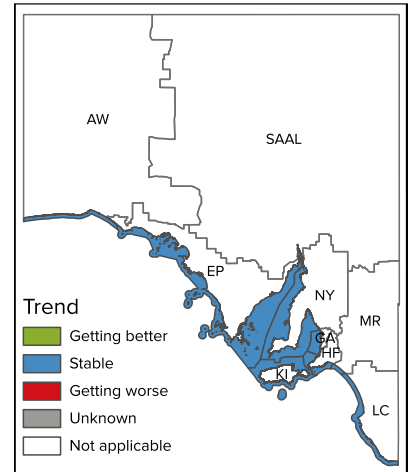 AW
SAAL
EP
NY
MR
GA
HF
KI
LC
Trend
Getting better
Stable
Getting worse
Unknown
Not applicable